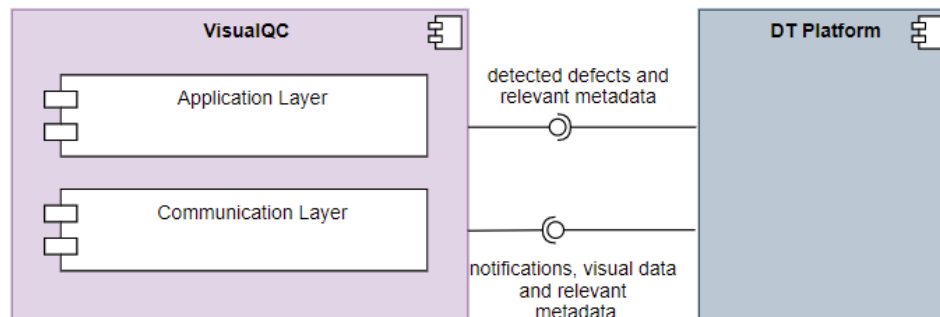 VisualQC
DT Platform
Application Layer
detected defects and
relevant metadata
Communication Layer
notifications, visual data
and relevant
metadata